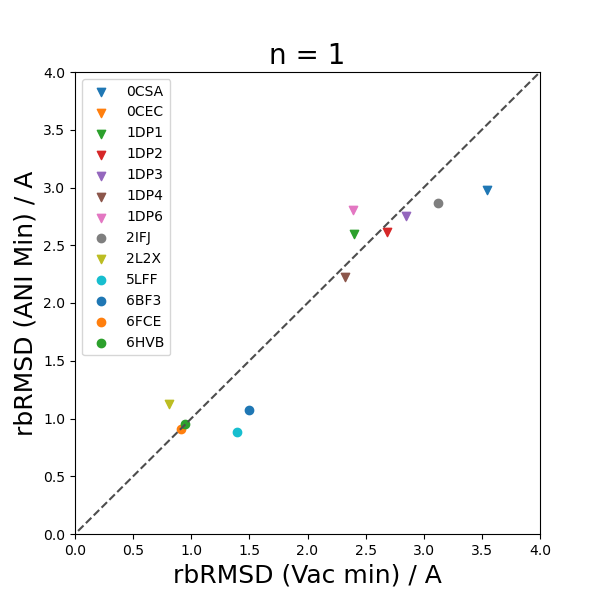 n = 1
rbRMSD (ANI Min) / A
4.0
3.5
3.0
2.5
2.0
1.5
1.0
0.5
0.0
0CSA
0CEC
1DP1
1DP2
1DP3
1DP4
1DP6
2IFJ
2L2X
5LFF
6BF3
6FCE
6HVB
0.0 0.5 1.0 1.5 2.0 2.5 3.0 3.5 4.0
rbRMSD (Vac min) / A